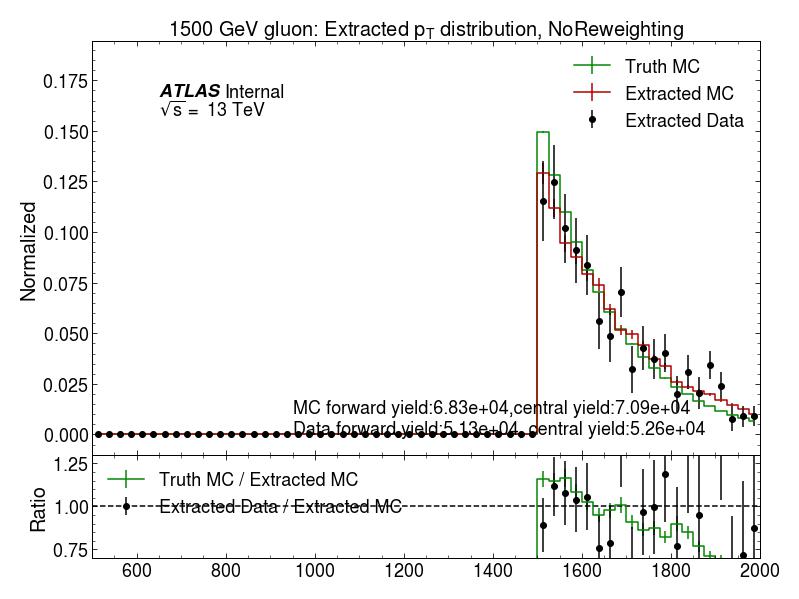 1500 GeV gluon: Extracted pT distribution, NoReweighting
ATLAS Internal
√s = 13 TeV
Truth MC
Extracted MC
Extracted Data
Normalized
0.175
0.150
0.125
0.100
0.075
0.050
0.025
0.000
MC forward yield:6.83e+04,central yield:7.09e+04
Data forward yield:5.13e+04, central yield:5.26e+04
Ratio
1.25
1.00
0.75
Truth MC / Extracted MC
Extracted Data / Extracted MC
600 800 1000 1200 1400 1600 1800 2000